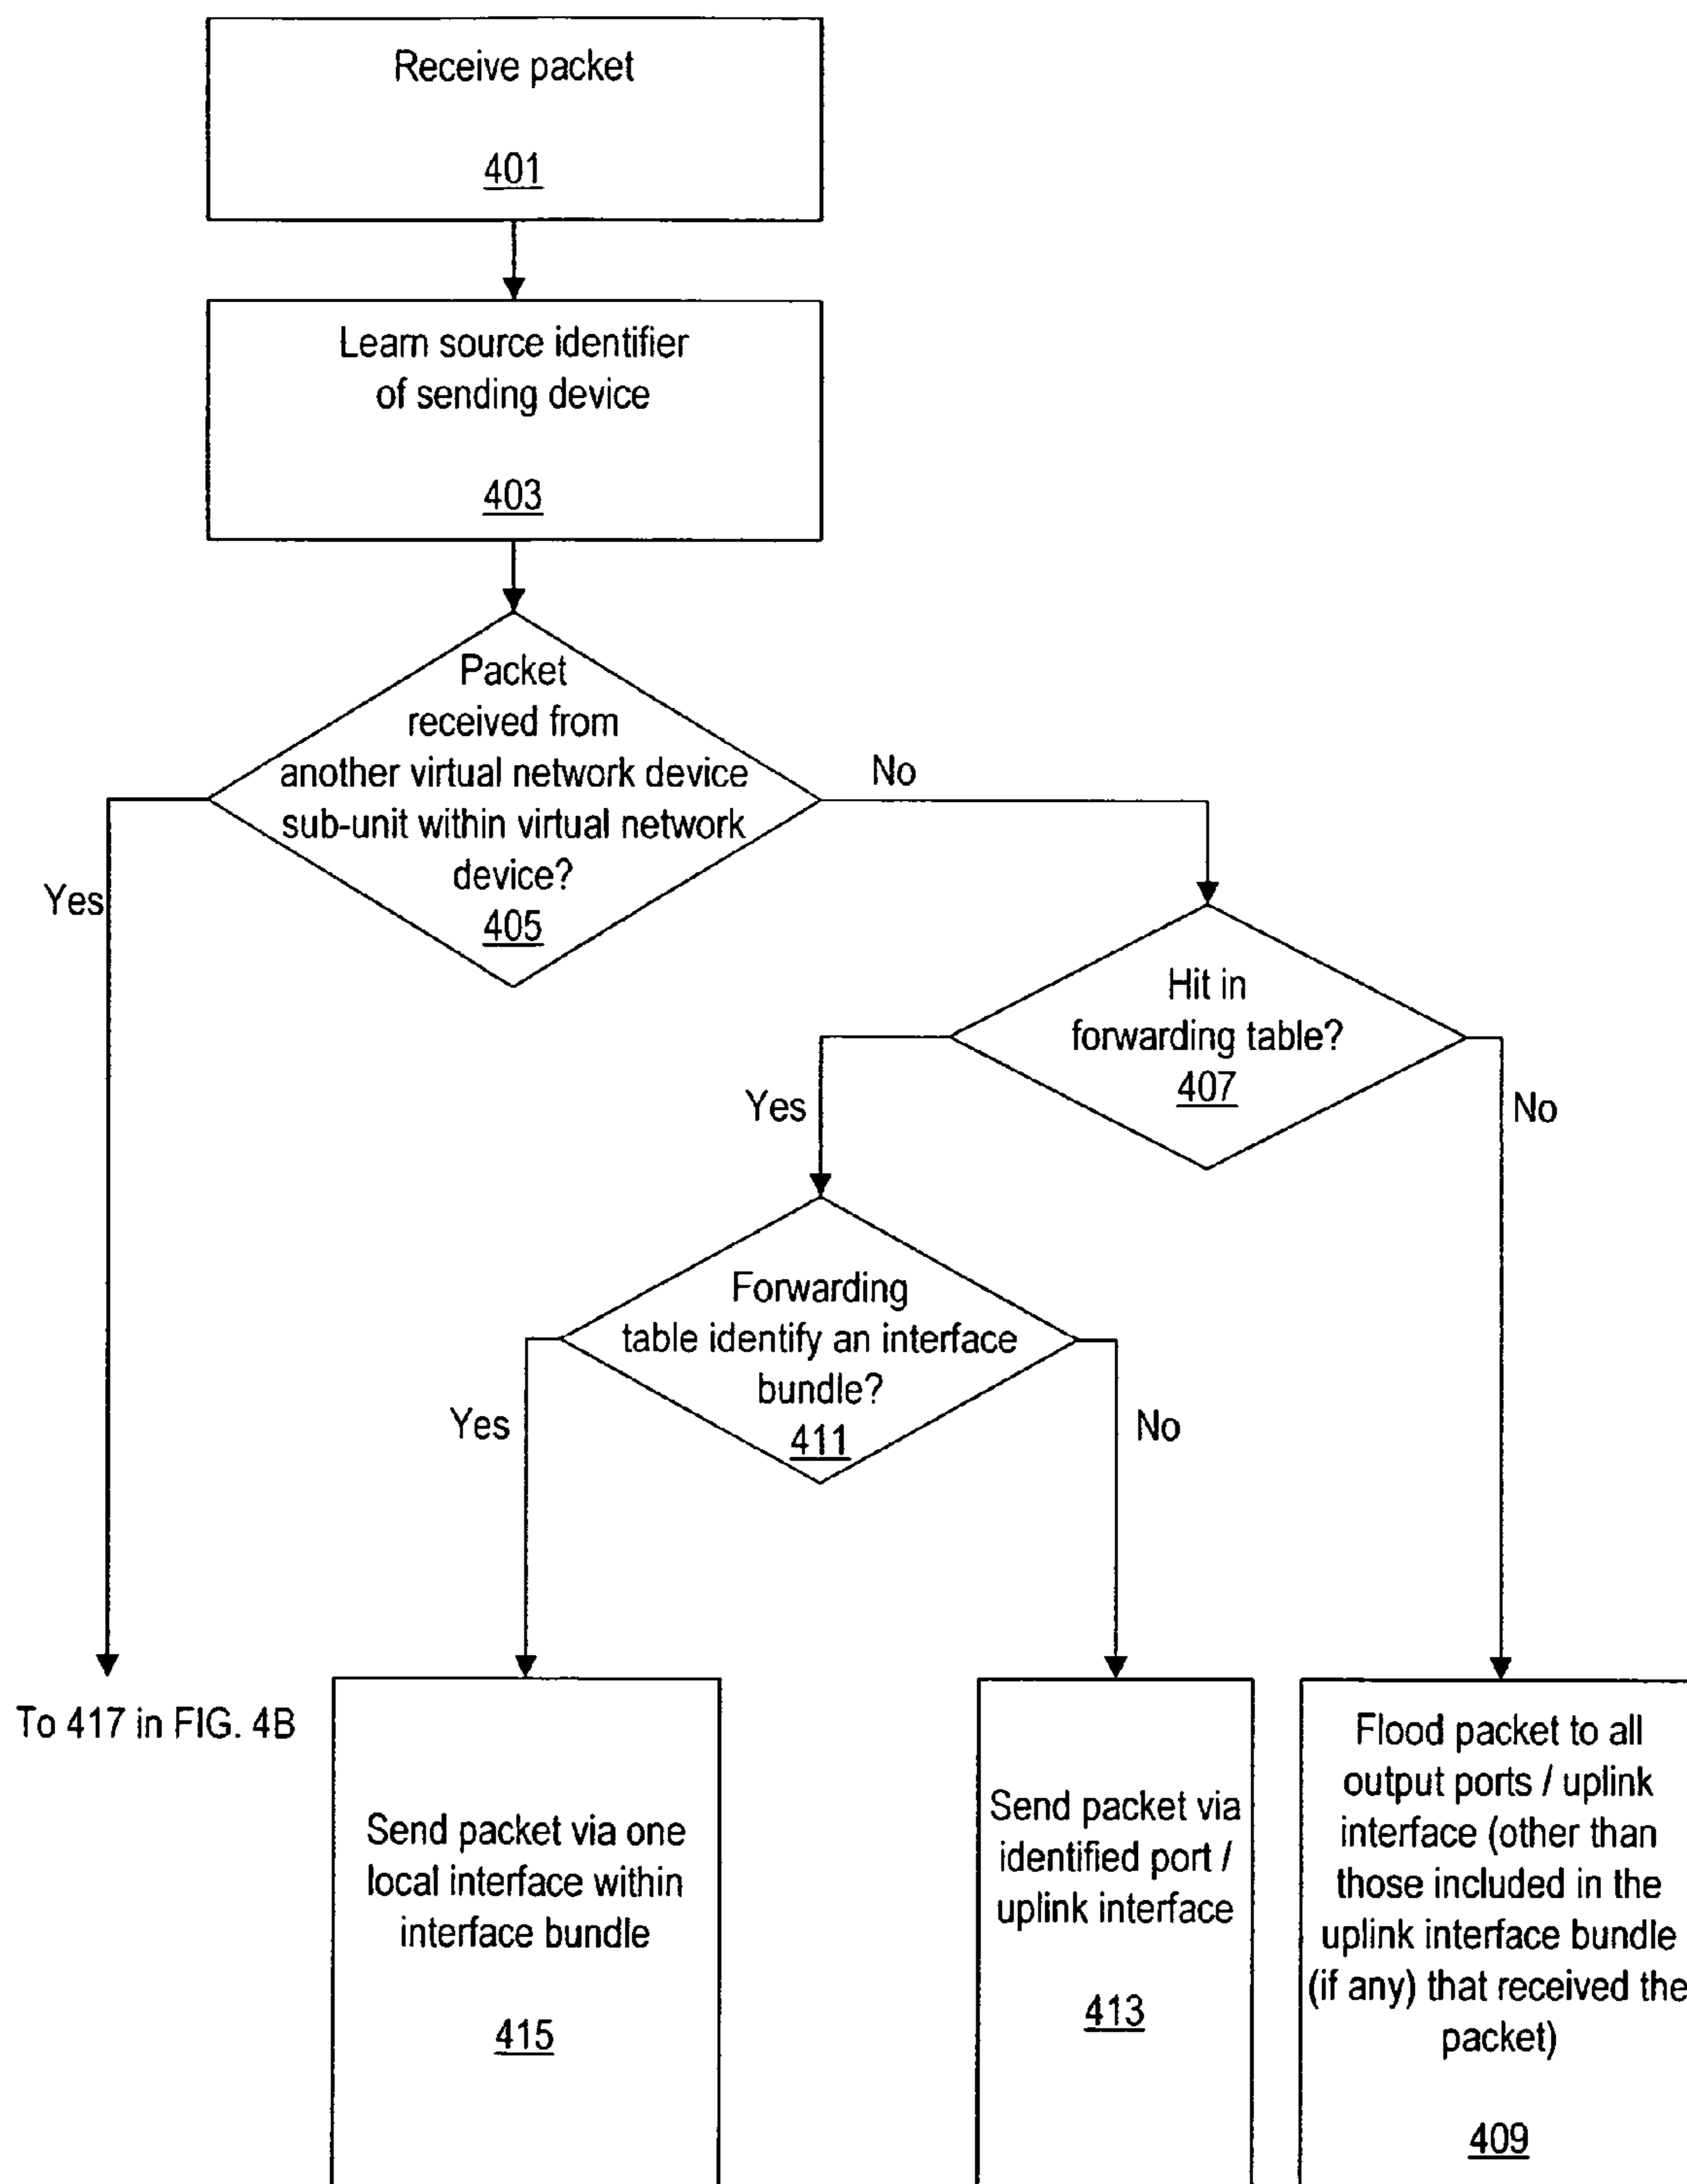 Receive packet
401
Learn source identifier
of sending device
403
Packet
received from
another virtual network device
sub-unit within virtual network
device?
405
Yes
No
Hit in
forwarding table?
407
Yes
No
Forwarding
table identify an interface
bundle?
411
Yes
No
To 417 in FIG. 4B
Send packet via one
local interface within
interface bundle
415
Send packet via
identified port /
uplink interface
413
Flood packet to all
output ports / uplink
interface (other than
those included in the
uplink interface bundle
(if any) that received the
packet)
409